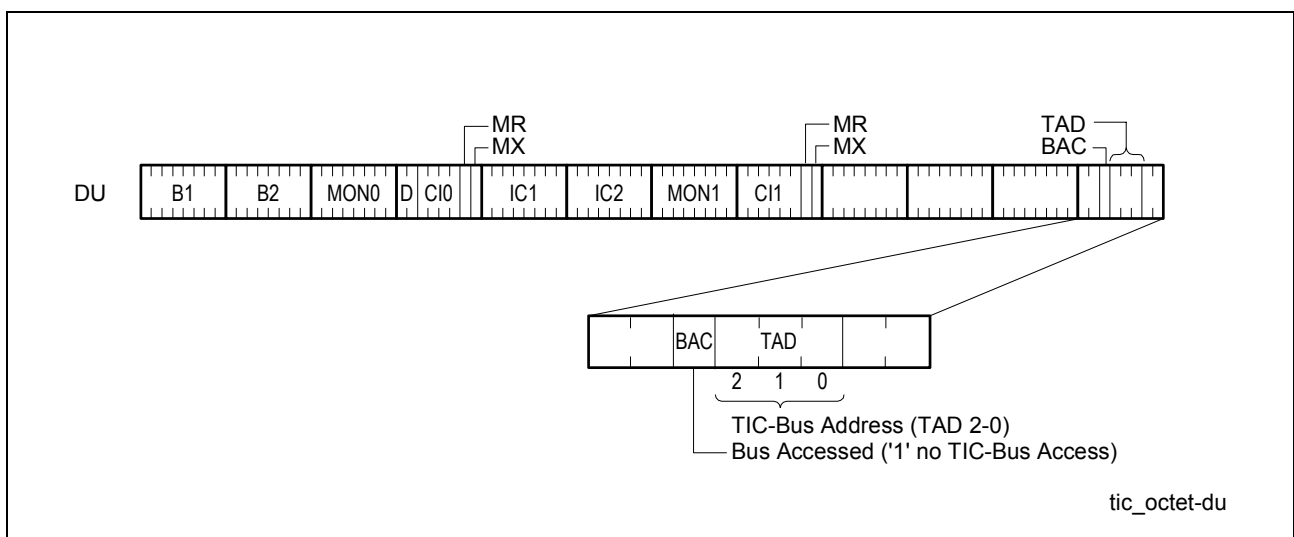 MR MR TAD
MX MX BAC
DU B1 B2 MON0 D CI0 IC1 IC2 MON1 CI1
BAC TAD
2 1 0
TIC-Bus Address (TAD 2-0)
Bus Accessed ('1' no TIC-Bus Access)
tic_octet-du